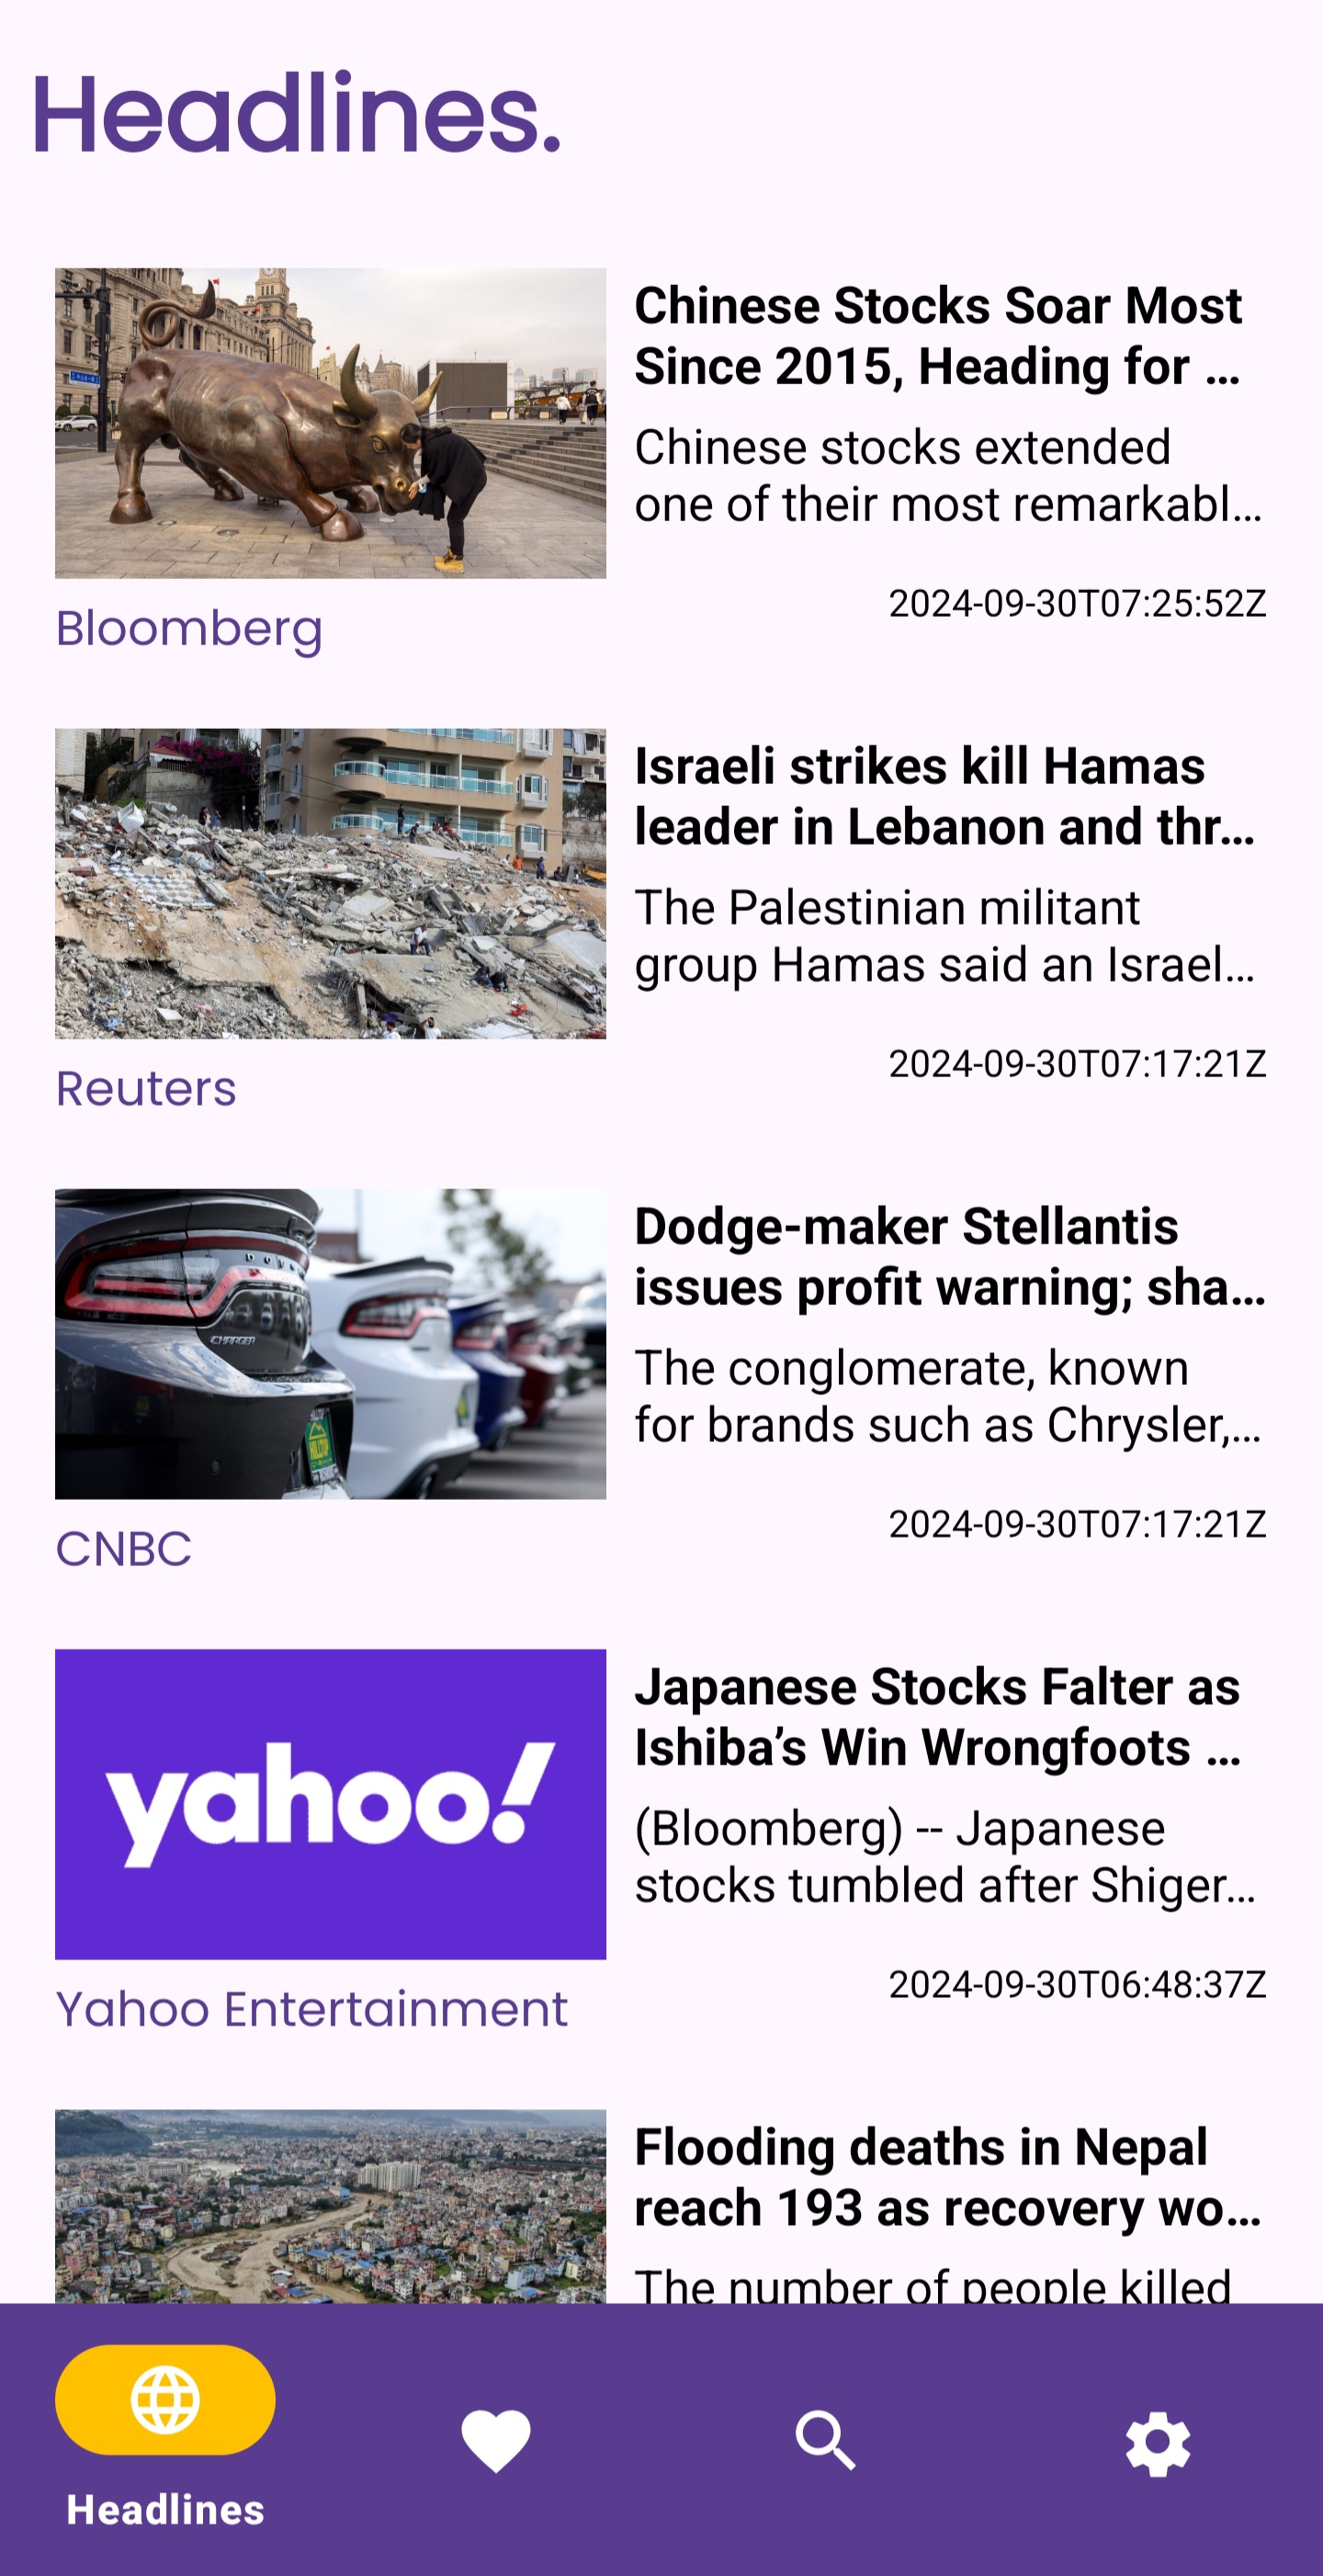 Headlines.
Chinese Stocks Soar Most
Since 2015, Heading for ...
Chinese stocks extended
one of their most remarkabl...
2024-09-30T07:25:52Z
Bloomberg
Israeli strikes kill Hamas
leader in Lebanon and thr...
The Palestinian militant
group Hamas said an Israel...
2024-09-30T07:17:21Z
Reuters
DODGE
CHARGER
HILLTOP
Dodge-maker Stellantis
issues profit warning; sha...
The conglomerate, known
for brands such as Chrysler,...
2024-09-30T07:17:21Z
CNBC
yahoo!
Japanese Stocks Falter as
Ishiba’s Win Wrongfoots ...
(Bloomberg) -- Japanese
stocks tumbled after Shiger...
2024-09-30T06:48:37Z
Yahoo Entertainment
Flooding deaths in Nepal
reach 193 as recovery wo...
The number of people killed
Headlines